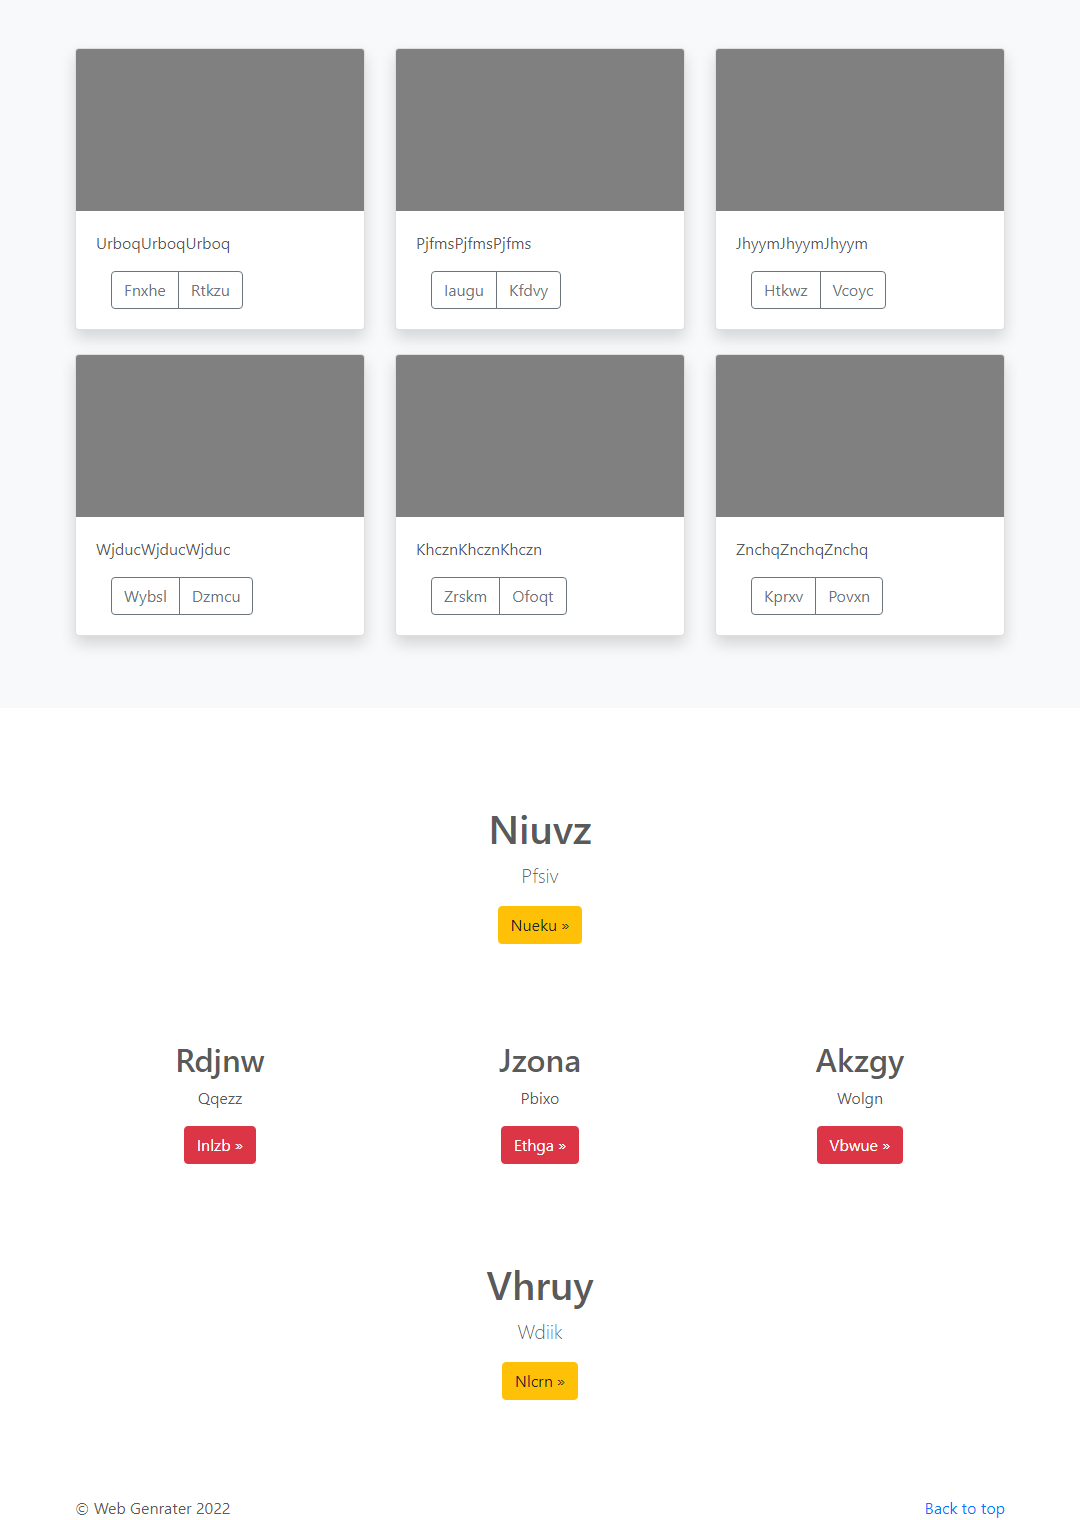 UrboqUrboqUrboq PjfmsPjfmsPjfms JhyymJhyymJhyym
Fnxhe Rtkzu Iaugu Kfdvy Htkwz Vcoyc
WjducWjducWjduc KhcznKhcznKhczn ZnchqZnchqZnchq
Wybsl Dzmcu Zrskm Ofoqt Kprxv Povxn
Niuvz
Pfsiv
Nueku »
Rdjnw Jzona Akzgy
Qqezz Pbixo Wolgn
Inlzb » Ethga » Vbwue »
Vhruy
Wdiik
Nlcrn »
© Web Genrater 2022 Back to top